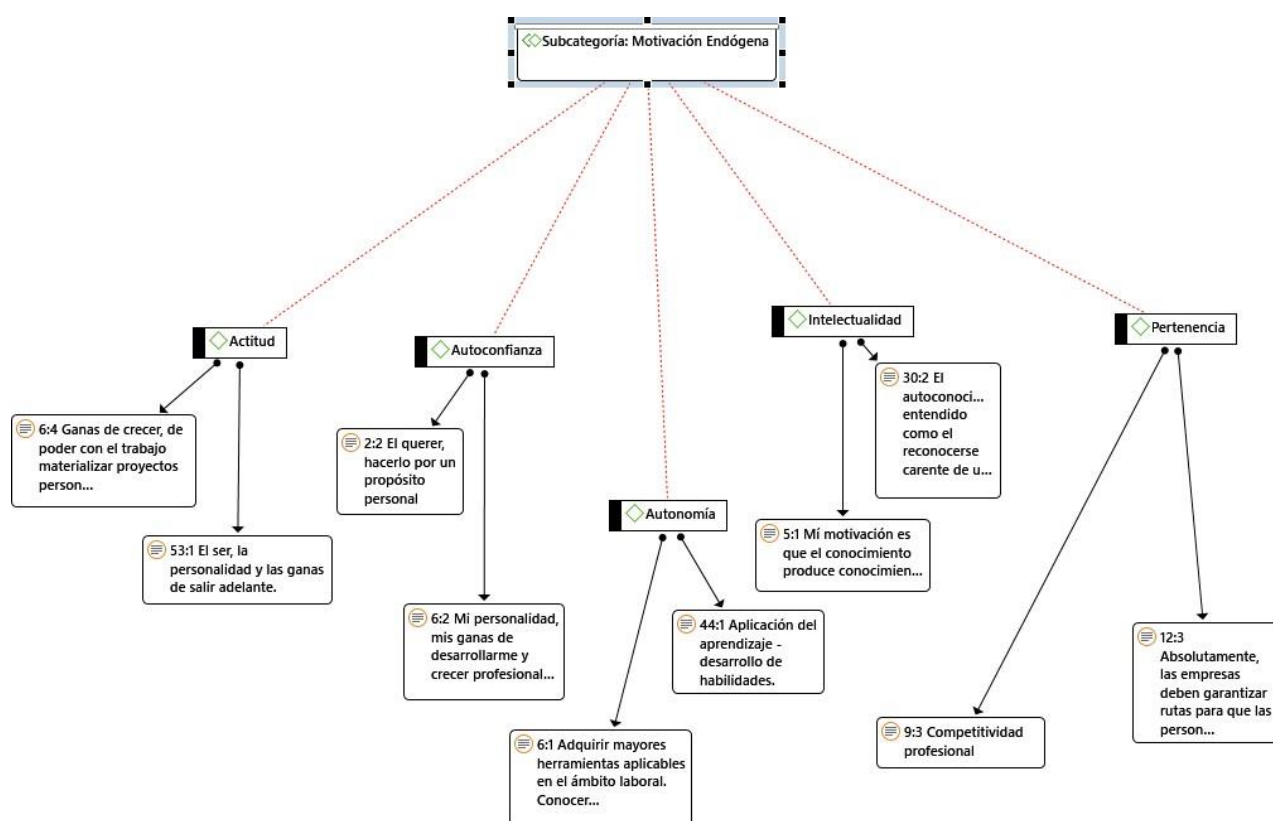 Subcategoría: Motivación Endógena
Actitud
Autoconfianza
Autonomía
Intelectualidad
Pertenencia
6:4 Ganas de crecer, de
poder con el trabajo
materializar proyectos
person...
53:1 El ser, la
personalidad y las ganas
de salir adelante.
2:2 El querer,
hacerlo por un
propósito
personal
6:2 Mi personalidad,
mis ganas de
desarrollarme y
crecer profesional...
6:1 Adquirir mayores
herramientas aplicables
en el ámbito laboral.
Conocer...
44:1 Aplicación del
aprendizaje -
desarrollo de
habilidades.
5:1 Mí motivación es
que el conocimiento
produce conocimien...
30:2 El
autoconoci...
entendido
como el
reconocerse
carente de u...
9:3 Competitividad
profesional
12:3
Absolutamente,
las empresas
deben garantizar
rutas para que las
person...